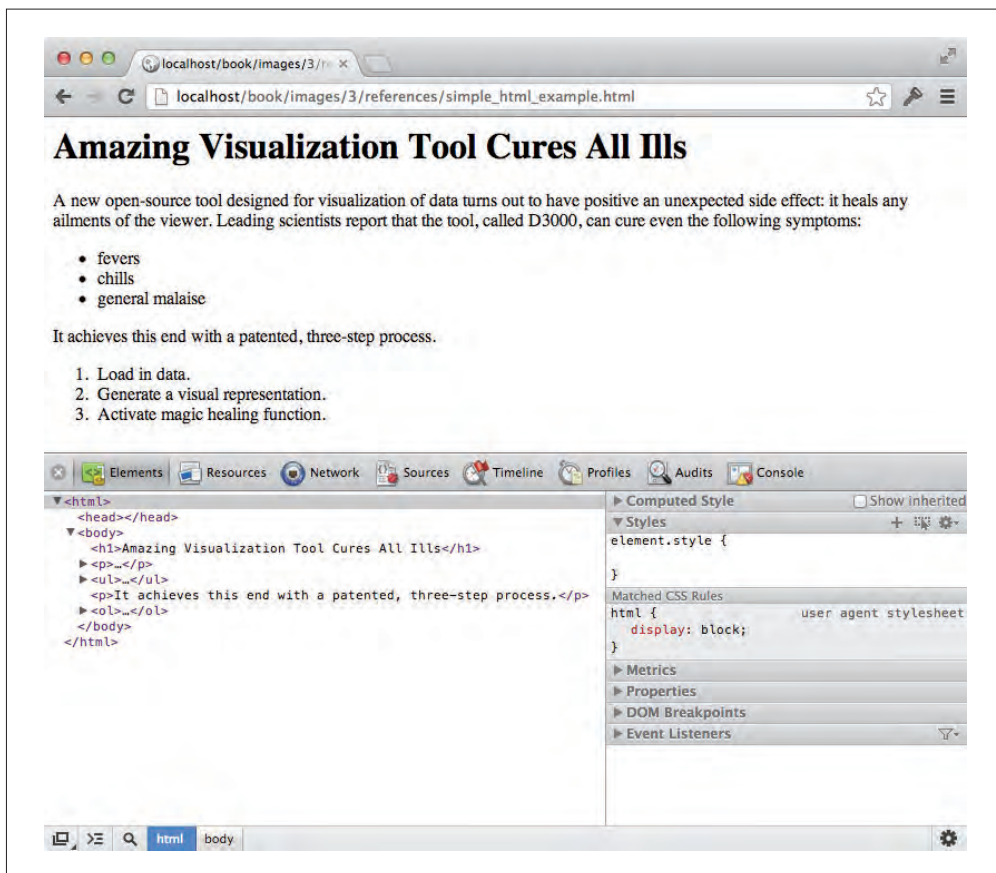 localhost/book/images/3/re
localhost/book/images/3/references/simple_html_example.html
Amazing Visualization Tool Cures All Ills
A new open-source tool designed for visualization of data turns out to have positive an unexpected side effect: it heals any
ailments of the viewer. Leading scientists report that the tool, called D3000, can cure even the following symptoms:
• fevers
• chills
• general malaise
It achieves this end with a patented, three-step process.
1. Load in data.
2. Generate a visual representation.
3. Activate magic healing function.
Elements Resources Network Sources Timeline Profiles Audits Console
▼<html>
<head></head>
▼<body>
<h1>Amazing Visualization Tool Cures All Ills</h1>
▶<p>…</p>
▶<ul>…</ul>
<p>It achieves this end with a patented, three-step process.</p>
▶<ol>…</ol>
</body>
</html>
▶ Computed Style Show inherited
▼ Styles
element.style {
}
Matched CSS Rules
html { user agent stylesheet
display: block;
}
▶ Metrics
▶ Properties
▶ DOM Breakpoints
▶ Event Listeners
html body